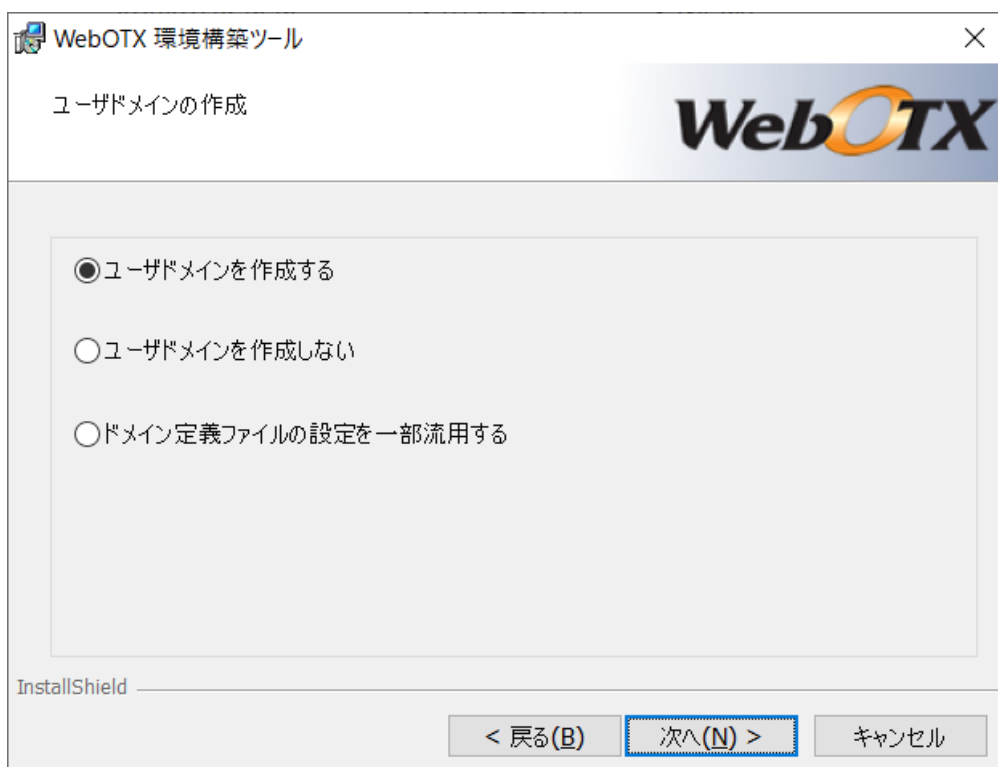 WebOTX 環境構築ツール
ユーザドメインの作成
WebOTX
ユーザドメインを作成する
ユーザドメインを作成しない
ドメイン定義ファイルの設定を一部流用する
InstallShield
< 戻る(B) 次へ(N) > キャンセル